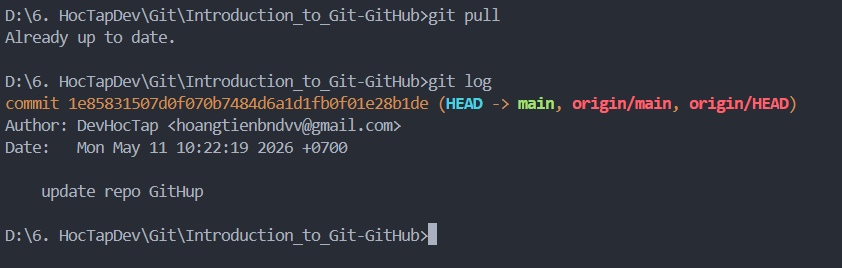 D:\6. HocTapDev\Git\Introduction_to_Git-GitHub>git pull
Already up to date.
D:\6. HocTapDev\Git\Introduction_to_Git-GitHub>git log
commit 1e85831507d0f070b7484d6a1d1fb0f01e28b1de (HEAD -> main, origin/main, origin/HEAD)
Author: DevHocTap <hoangtienbndvv@gmail.com>
Date:   Mon May 11 10:22:19 2026 +0700
    update repo GitHup
D:\6. HocTapDev\Git\Introduction_to_Git-GitHub>